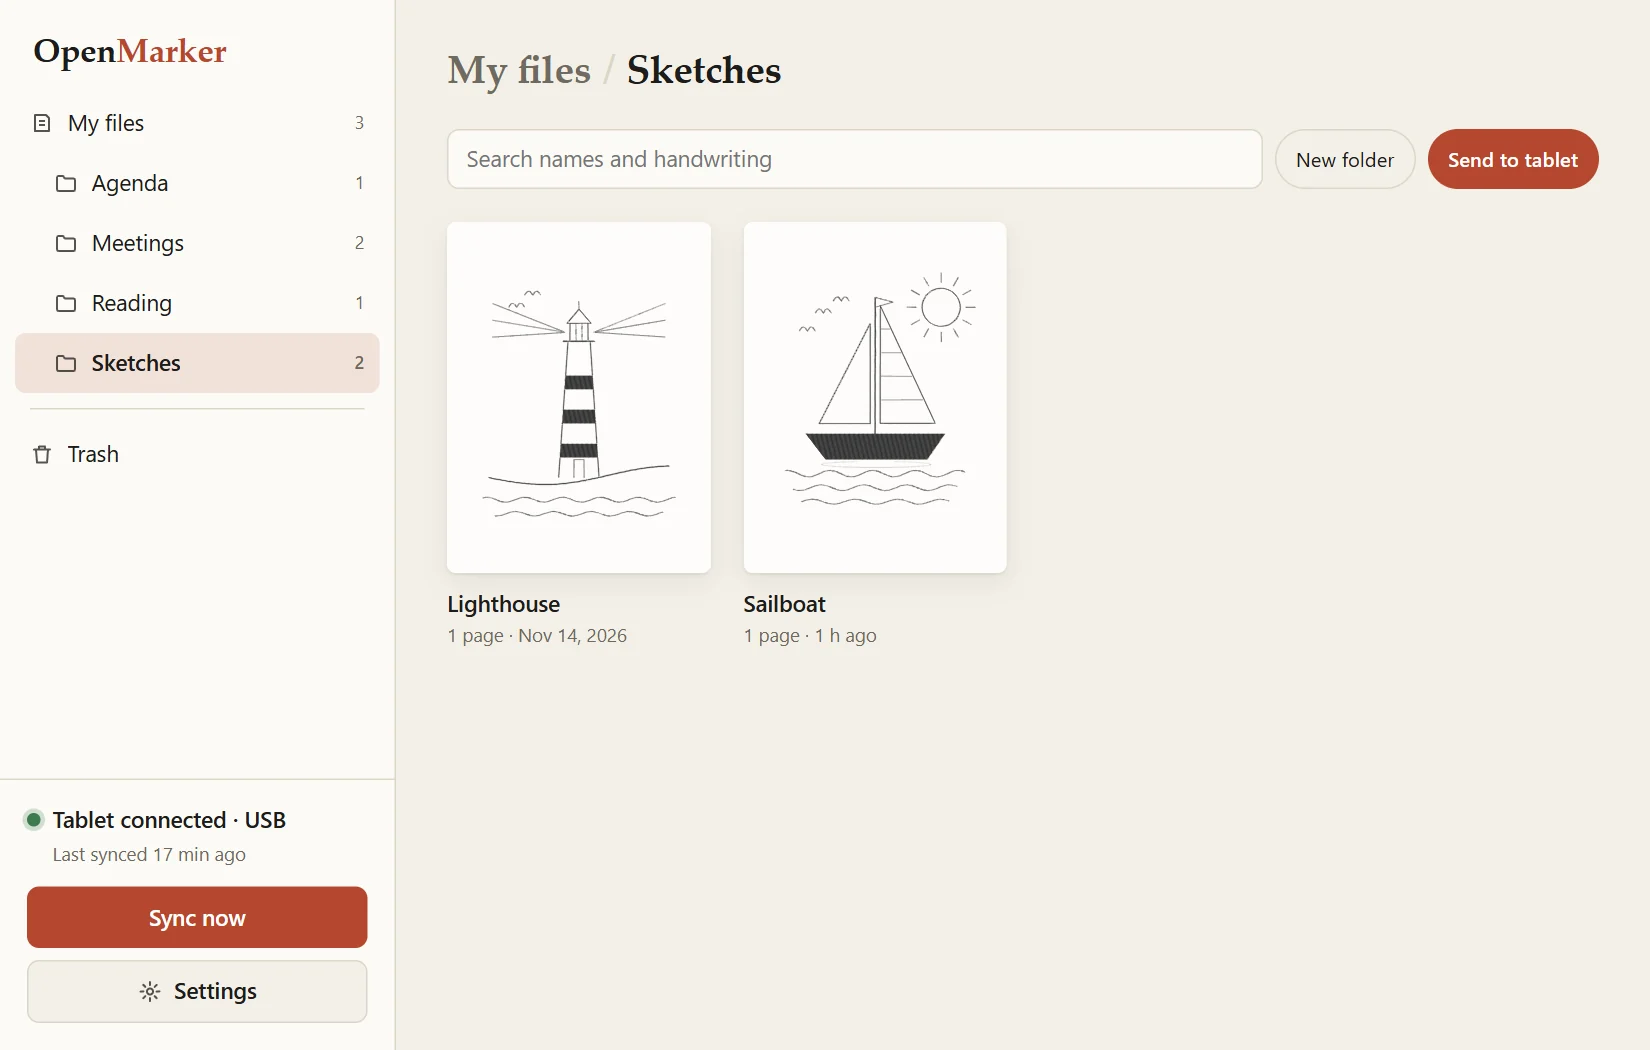 OpenMarker
My files 3
Agenda 1
Meetings 2
Reading 1
Sketches 2
Trash
Tablet connected · USB
Last synced 17 min ago
Sync now
Settings
My files / Sketches
Search names and handwriting
New folder
Send to tablet
Lighthouse
1 page · Nov 14, 2026
Sailboat
1 page · 1 h ago